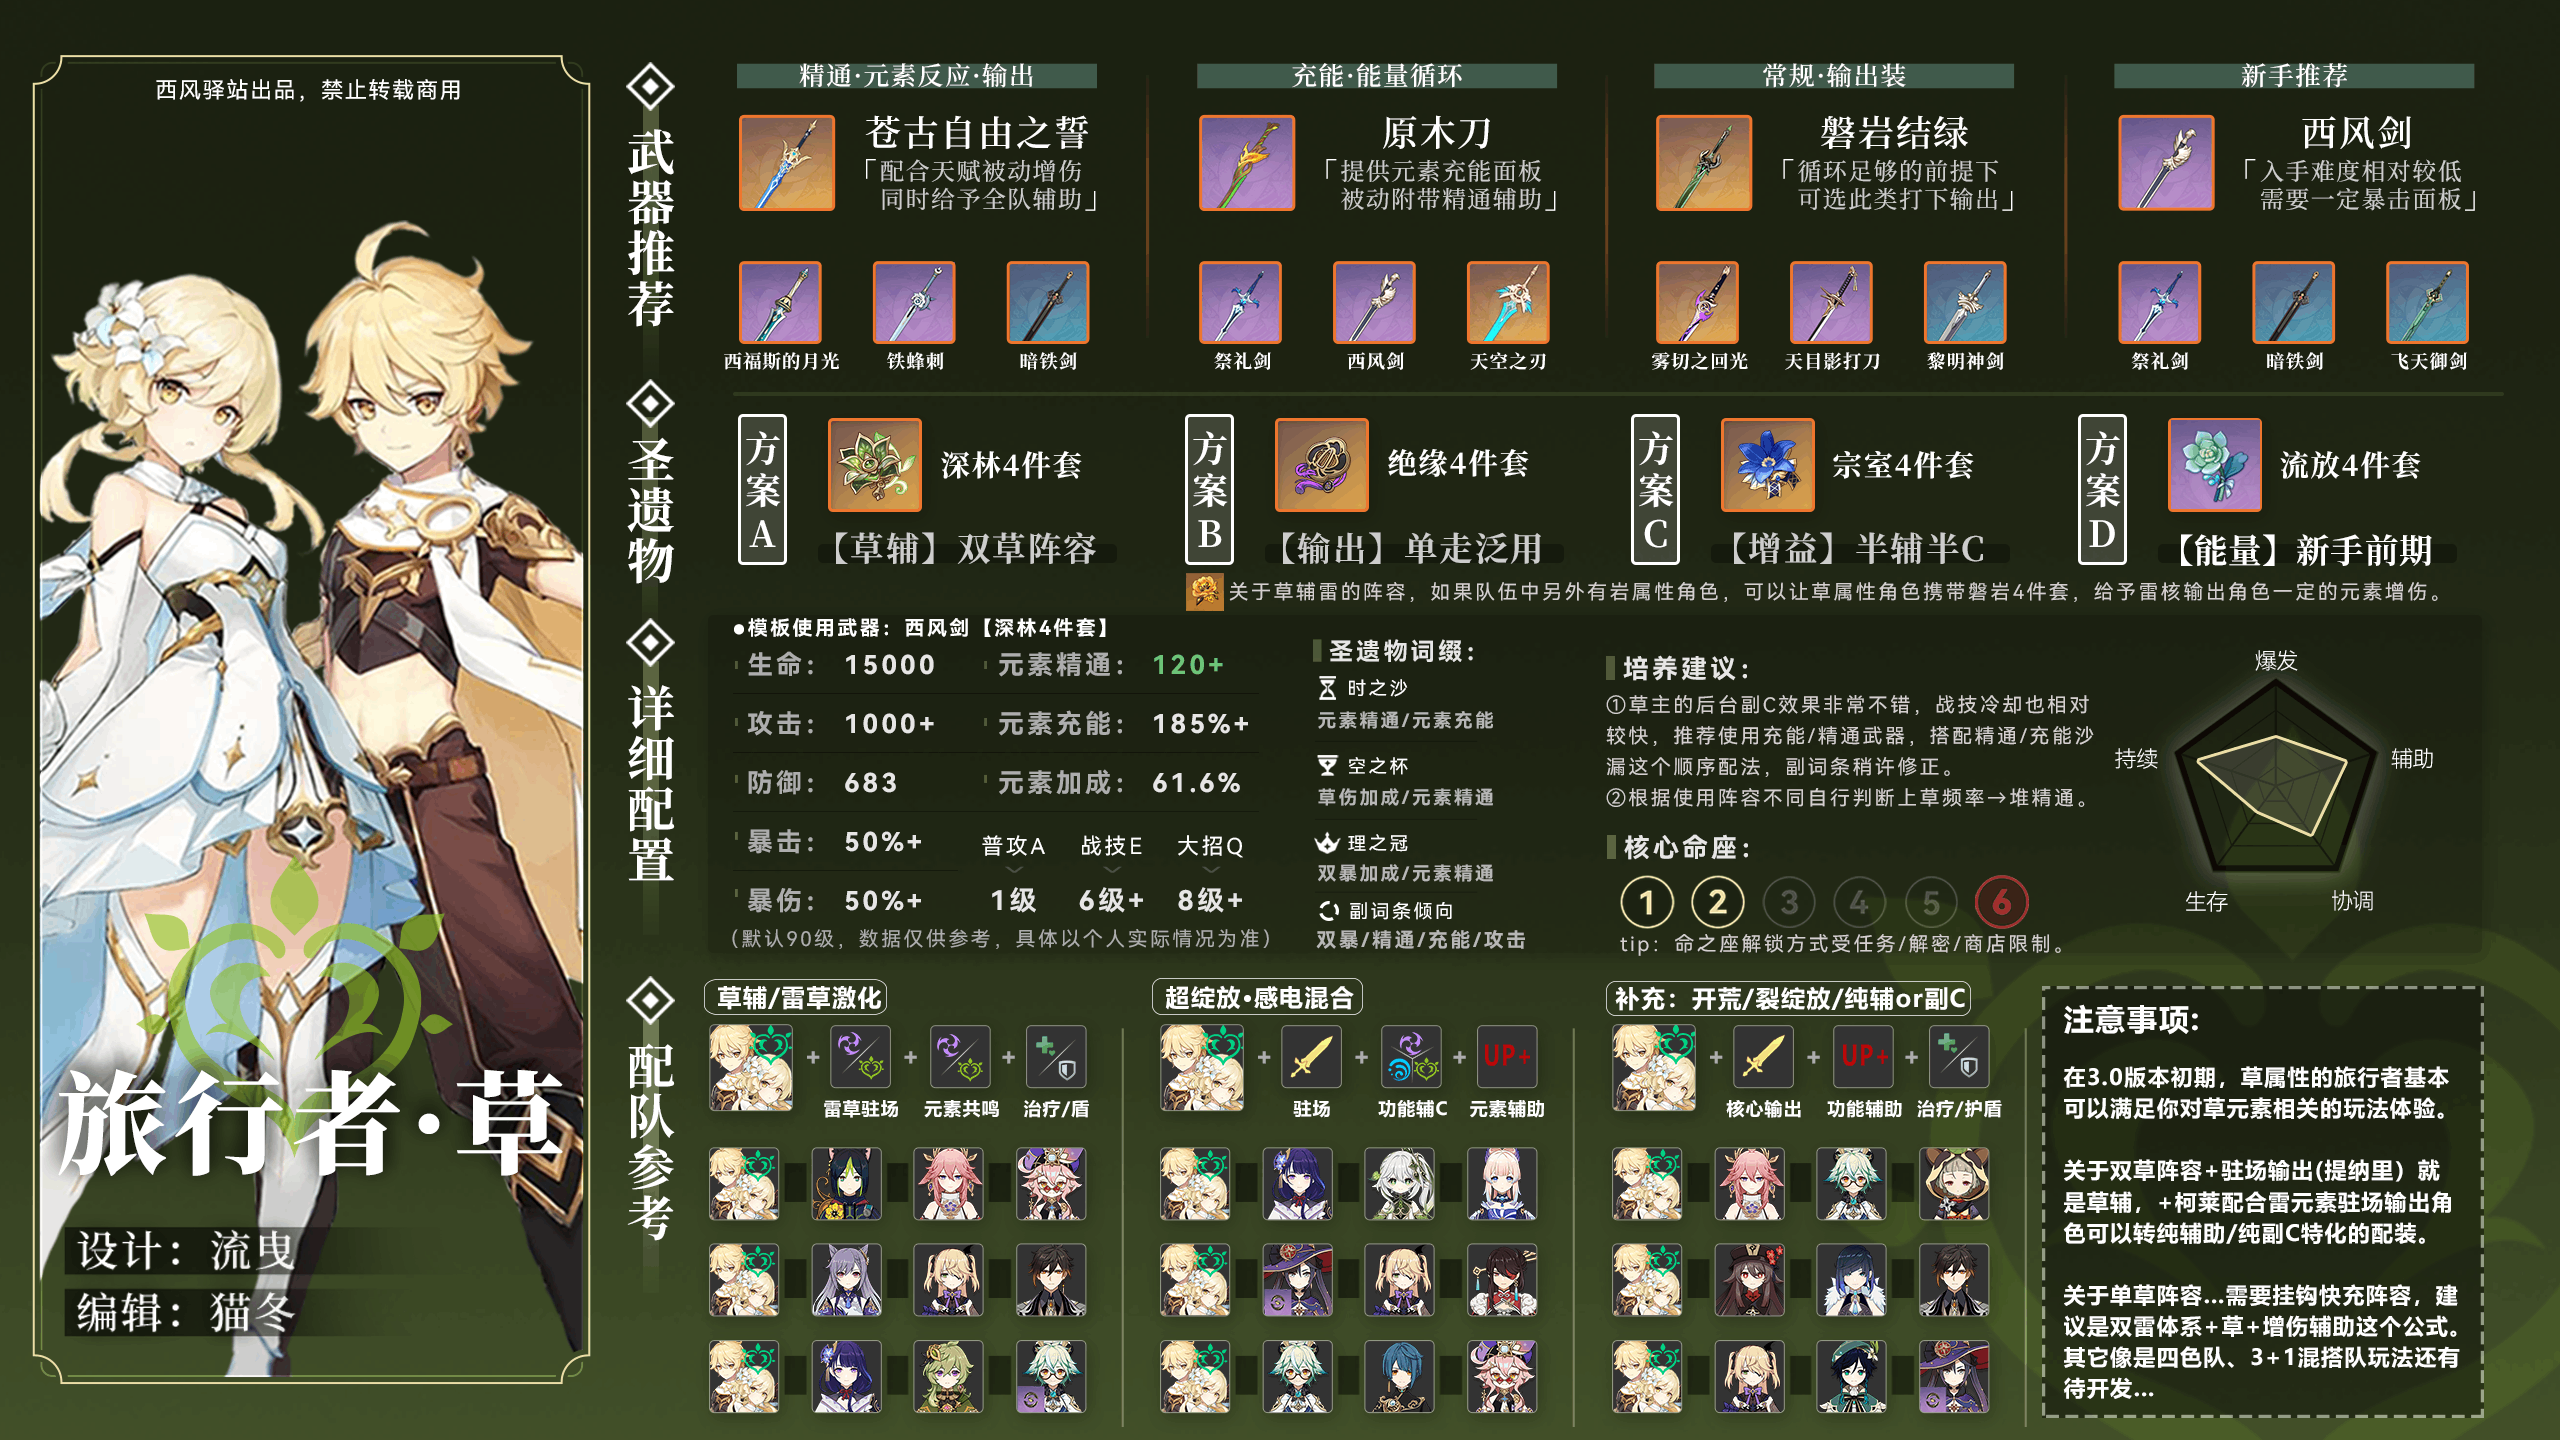 西风驿站出品，禁止转载商用
旅行者·草
设计：流曳
编辑：猫冬
武器推荐
精通·元素反应·输出
苍古自由之誓
「配合天赋被动增伤
同时给予全队辅助」
西福斯的月光
铁蜂刺
暗铁剑
充能·能量循环
原木刀
「提供元素充能面板
被动附带精通辅助」
祭礼剑
西风剑
天空之刃
常规·输出装
磐岩结绿
「循环足够的前提下
可选此类打下输出」
雾切之回光
天目影打刀
黎明神剑
新手推荐
西风剑
「入手难度相对较低
需要一定暴击面板」
祭礼剑
暗铁剑
飞天御剑
圣遗物
方案A
深林4件套
【草辅】双草阵容
方案B
绝缘4件套
【输出】单走泛用
方案C
宗室4件套
【增益】半辅半C
方案D
流放4件套
【能量】新手前期
关于草辅雷的阵容，如果队伍中另外有岩属性角色，可以让草属性角色携带磐岩4件套，给予雷核输出角色一定的元素增伤。
详细配置
●模板使用武器：西风剑【深林4件套】
生命：15000
元素精通：120+
攻击：1000+
元素充能：185%+
防御：683
元素加成：61.6%
暴击：50%+
普攻A 战技E 大招Q
暴伤：50%+
1级 6级+ 8级+
（默认90级，数据仅供参考，具体以个人实际情况为准）
圣遗物词缀：
时之沙
元素精通/元素充能
空之杯
草伤加成/元素精通
理之冠
双暴加成/元素精通
副词条倾向
双暴/精通/充能/攻击
培养建议：
①草主的后台副C效果非常不错，战技冷却也相对
较快，推荐使用充能/精通武器，搭配精通/充能沙
漏这个顺序配法，副词条稍许修正。
②根据使用阵容不同自行判断上草频率→堆精通。
核心命座：
1 2 3 4 5 6
tip：命之座解锁方式受任务/解密/商店限制。
爆发
辅助
协调
生存
持续
配队参考
草辅/雷草激化
+ + +
雷草驻场 元素共鸣 治疗/盾
超绽放·感电混合
+ + + UP+
驻场 功能辅C 元素辅助
补充：开荒/裂绽放/纯辅or副C
+ + UP+ +
核心输出 功能辅助 治疗/护盾
注意事项:
在3.0版本初期，草属性的旅行者基本
可以满足你对草元素相关的玩法体验。
关于双草阵容+驻场输出(提纳里）就
是草辅，+柯莱配合雷元素驻场输出角
色可以转纯辅助/纯副C特化的配装。
关于单草阵容...需要挂钩快充阵容，建
议是双雷体系+草+增伤辅助这个公式。
其它像是四色队、3+1混搭队玩法还有
待开发...